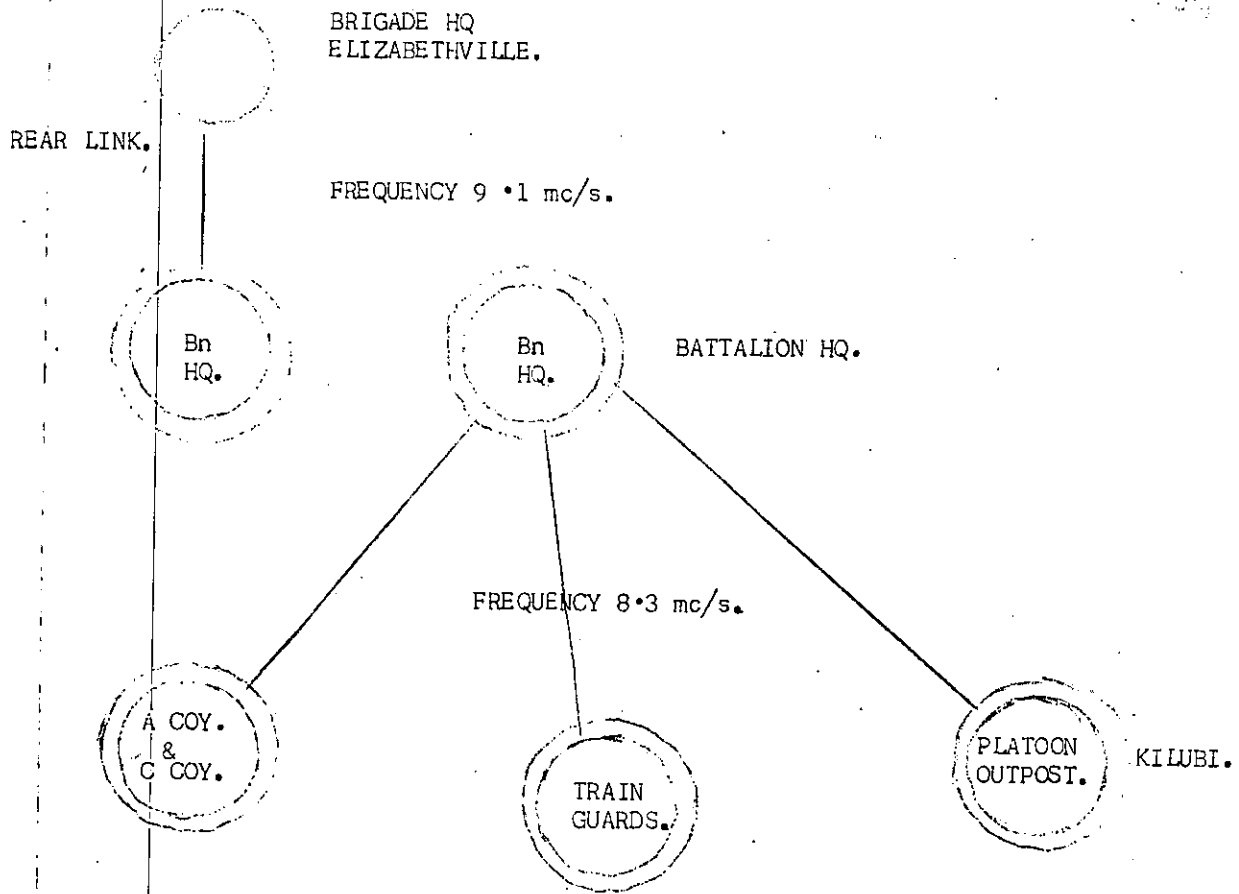 BRIGADE HQ
ELIZABETHVILLE.
REAR LINK.
FREQUENCY 9 •1 mc/s.
Bn
HQ.
Bn
HQ.
BATTALION HQ.
FREQUENCY 8•3 mc/s.
A COY.
&
C COY.
TRAIN
GUARDS.
PLATOON
OUTPOST.
KILUBI.